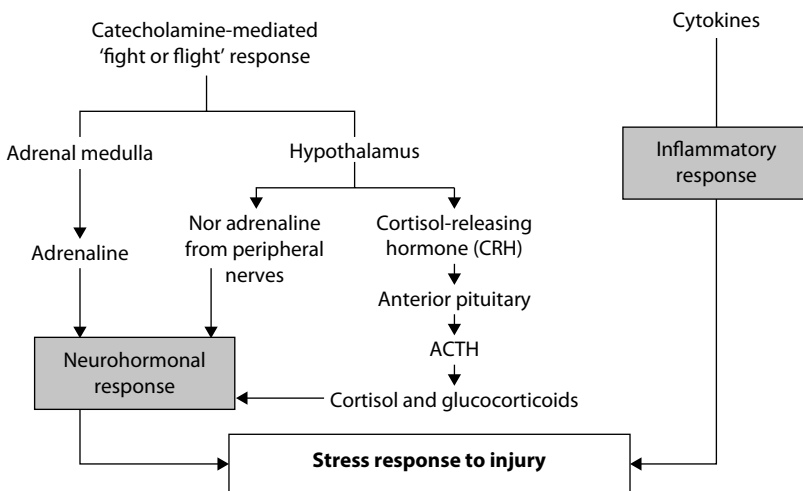 Catecholamine-mediated
‘fight or flight’ response
Cytokines
Adrenal medulla
Hypothalamus
Inflammatory
response
Adrenaline
Nor adrenaline
from peripheral
nerves
Cortisol-releasing
hormone (CRH)
Anterior pituitary
ACTH
Cortisol and glucocorticoids
Neurohormonal
response
Stress response to injury